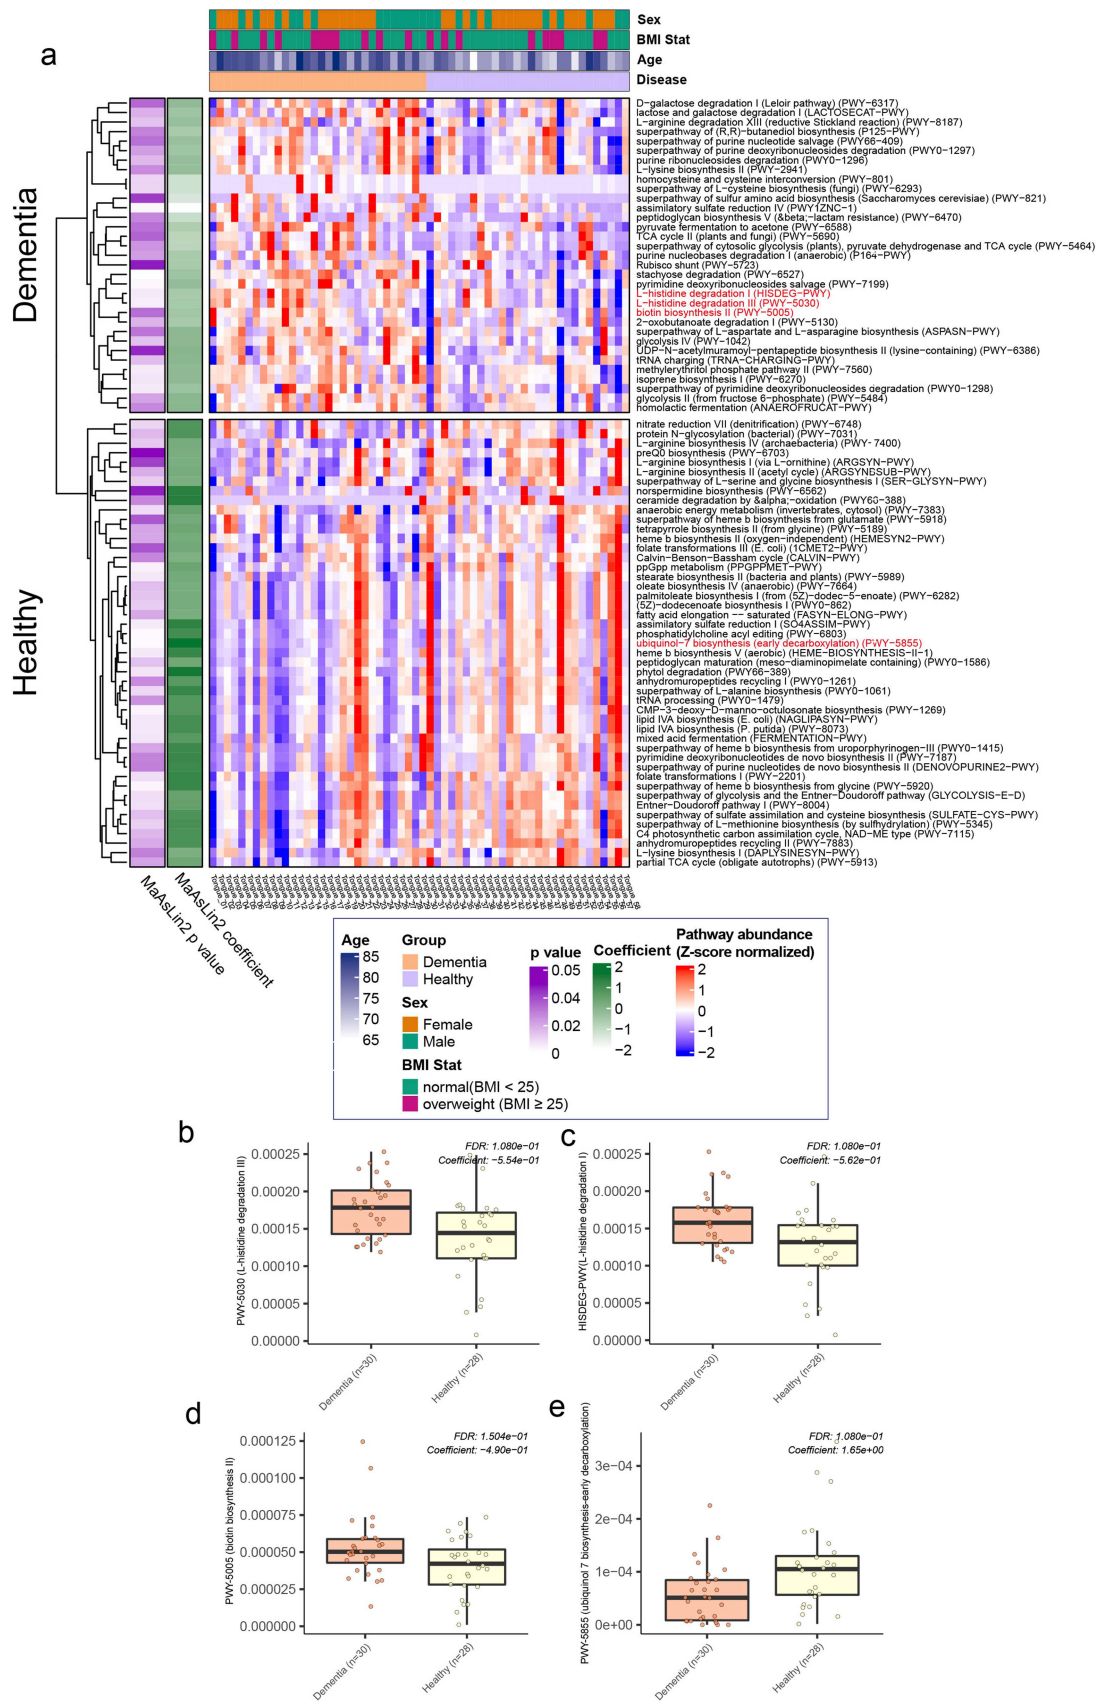 a
Sex
BMI Stat
Age
Disease
Dementia
D−galactose degradation I (Leloir pathway) (PWY−6317)
lactose and galactose degradation I (LACTOSECAT−PWY)
L−arginine degradation XIII (reductive Stickland reaction) (PWY−8187)
superpathway of (R,R)−butanediol biosynthesis (P125−PWY)
superpathway of purine nucleotide salvage (PWY66−409)
superpathway of purine deoxyribonucleosides degradation (PWY0−1297)
purine ribonucleosides degradation (PWY0−1296)
L−lysine biosynthesis II (PWY−2941)
homocysteine and cysteine interconversion (PWY−801)
superpathway of L−cysteine biosynthesis (fungi) (PWY−6293)
superpathway of sulfur amino acid biosynthesis (Saccharomyces cerevisiae) (PWY−821)
assimilatory sulfate reduction IV (PWY1ZNC−1)
peptidoglycan biosynthesis V (&beta;−lactam resistance) (PWY−6470)
pyruvate fermentation to acetone (PWY−6588)
TCA cycle II (plants and fungi) (PWY−5690)
superpathway of cytosolic glycolysis (plants), pyruvate dehydrogenase and TCA cycle (PWY−5464)
purine nucleobases degradation I (anaerobic) (P164−PWY)
Rubisco shunt (PWY−5723)
stachyose degradation (PWY−6527)
pyrimidine deoxyribonucleosides salvage (PWY−7199)
L−histidine degradation I (HISDEG−PWY)
L−histidine degradation III (PWY−5030)
biotin biosynthesis II (PWY−5005)
2−oxobutanoate degradation I (PWY−5130)
superpathway of L−aspartate and L−asparagine biosynthesis (ASPASN−PWY)
glycolysis IV (PWY−1042)
UDP−N−acetylmuramoyl−pentapeptide biosynthesis II (lysine−containing) (PWY−6386)
tRNA charging (TRNA−CHARGING−PWY)
methylerythritol phosphate pathway II (PWY−7560)
isoprene biosynthesis I (PWY−6270)
superpathway of pyrimidine deoxyribonucleosides degradation (PWY0−1298)
glycolysis II (from fructose 6−phosphate) (PWY−5484)
homolactic fermentation (ANAEROFRUCAT−PWY)
Healthy
nitrate reduction VII (denitrification) (PWY−6748)
protein N−glycosylation (bacterial) (PWY−7031)
L−arginine biosynthesis IV (archaebacteria) (PWY−7400)
preQ0 biosynthesis (PWY−6703)
L−arginine biosynthesis I (via L−ornithine) (ARGSYN−PWY)
L−arginine biosynthesis II (acetyl cycle) (ARGSYNBSUB−PWY)
superpathway of L−serine and glycine biosynthesis I (SER−GLYSYN−PWY)
norspermidine biosynthesis (PWY−6562)
ceramide degradation by &alpha;−oxidation (PWY66−388)
anaerobic energy metabolism (invertebrates, cytosol) (PWY−7383)
superpathway of heme b biosynthesis from glutamate (PWY−5918)
tetrapyrrole biosynthesis II (from glycine) (PWY−5189)
heme b biosynthesis II (oxygen−independent) (HEMESYN2−PWY)
folate transformations III (E. coli) (1CMET2−PWY)
Calvin−Benson−Bassham cycle (CALVIN−PWY)
ppGpp metabolism (PPGPPMET−PWY)
stearate biosynthesis II (bacteria and plants) (PWY−5989)
oleate biosynthesis IV (anaerobic) (PWY−7664)
palmitoleate biosynthesis I (from (5Z)−dodec−5−enoate) (PWY−6282)
(5Z)−dodecenoate biosynthesis I (PWY0−862)
fatty acid elongation −− saturated (FASYN−ELONG−PWY)
assimilatory sulfate reduction I (SO4ASSIM−PWY)
phosphatidylcholine acyl editing (PWY−6803)
ubiquinol−7 biosynthesis (early decarboxylation) (PWY−5855)
heme b biosynthesis V (aerobic) (HEME−BIOSYNTHESIS−II−1)
peptidoglycan maturation (meso−diaminopimelate containing) (PWY0−1586)
phytol degradation (PWY66−389)
anhydromuropeptides recycling I (PWY0−1261)
superpathway of L−alanine biosynthesis (PWY0−1061)
tRNA processing (PWY0−1479)
CMP−3−deoxy−D−manno−octulosonate biosynthesis (PWY−1269)
lipid IVA biosynthesis (E. coli) (NAGLIPASYN−PWY)
lipid IVA biosynthesis (P. putida) (PWY−8073)
mixed acid fermentation (FERMENTATION−PWY)
superpathway of heme b biosynthesis from uroporphyrinogen−III (PWY0−1415)
pyrimidine deoxyribonucleotides de novo biosynthesis II (PWY−7187)
superpathway of purine nucleotides de novo biosynthesis II (DENOVOPURINE2−PWY)
folate transformations I (PWY−2201)
superpathway of heme b biosynthesis from glycine (PWY−5920)
superpathway of glycolysis and the Entner−Doudoroff pathway (GLYCOLYSIS−E−D)
Entner−Doudoroff pathway I (PWY−8004)
superpathway of sulfate assimilation and cysteine biosynthesis (SULFATE−CYS−PWY)
superpathway of L−methionine biosynthesis (by sulfhydrylation) (PWY−5345)
C4 photosynthetic carbon assimilation cycle, NAD−ME type (PWY−7115)
anhydromuropeptides recycling II (PWY−7883)
L−lysine biosynthesis I (DAPLYSINESYN−PWY)
partial TCA cycle (obligate autotrophs) (PWY−5913)
MaAsLin2 p value
MaAsLin2 coefficient
Age
85
80
75
70
65
Group
Dementia
Healthy
Sex
Female
Male
BMI Stat
normal(BMI < 25)
overweight (BMI ≥ 25)
p value
0.05
0.04
0.02
0
Coefficient
2
1
0
−1
−2
Pathway abundance
(Z−score normalized)
2
1
0
−1
−2
b
FDR: 1.080e−01
Coefficient: −5.54e−01
PWY−5030 (L−histidine degradation III)
0.00025
0.00020
0.00015
0.00010
0.00005
0.00000
Dementia (n=30)
Healthy (n=28)
c
FDR: 1.080e−01
Coefficient: −5.62e−01
HISDEG−PWY(L−histidine degradation I)
0.00025
0.00020
0.00015
0.00010
0.00005
0.00000
Dementia (n=30)
Healthy (n=28)
d
FDR: 1.504e−01
Coefficient: −4.90e−01
PWY−5005 (biotin biosynthesis II)
0.000125
0.000100
0.000075
0.000050
0.000025
0.000000
Dementia (n=30)
Healthy (n=28)
e
FDR: 1.080e−01
Coefficient: 1.65e+00
PWY−5855 (ubiquinol 7 biosynthesis−early decarboxylation)
3e−04
2e−04
1e−04
0e+00
Dementia (n=30)
Healthy (n=28)